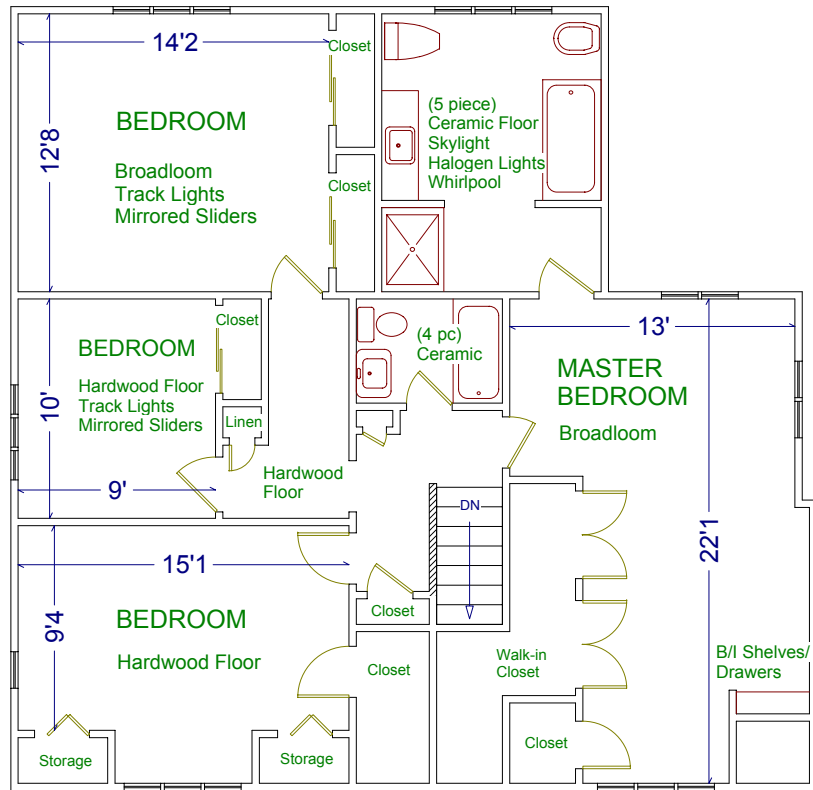 14'2
Closet
12'8
BEDROOM
Broadloom
Track Lights
Mirrored Sliders
Closet
(5 piece)
Ceramic Floor
Skylight
Halogen Lights
Whirlpool
Closet
BEDROOM
Hardwood Floor
Track Lights
Mirrored Sliders
10'
9'
Linen
Hardwood
Floor
(4 pc)
Ceramic
13'
MASTER
BEDROOM
Broadloom
22'1
DN
15'1
9'4
BEDROOM
Hardwood Floor
Closet
Closet
Walk-in
Closet
B/I Shelves/
Drawers
Storage
Storage
Closet